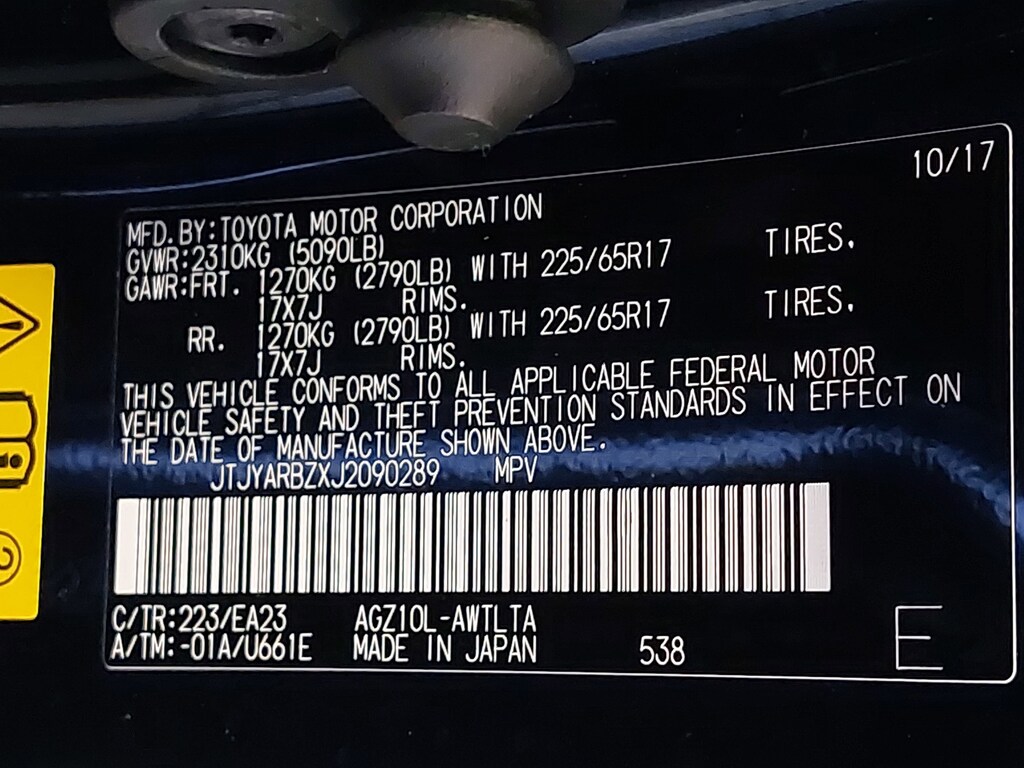 10/17
MFD.BY:TOYOTA MOTOR CORPORATION
GVWR:2310KG (5090LB)
GAWR:FRT. 1270KG (2790LB) WITH 225/65R17 TIRES.
17X7J RIMS.
RR. 1270KG (2790LB) WITH 225/65R17 TIRES.
17X7J RIMS.
THIS VEHICLE CONFORMS TO ALL APPLICABLE FEDERAL MOTOR
VEHICLE SAFETY AND THEFT PREVENTION STANDARDS IN EFFECT ON
THE DATE OF MANUFACTURE SHOWN ABOVE.
JTJYARBZXJ2090289 MPV
C/TR:223/EA23 AGZ10L-AWTLTA
A/TM:-01A/U661E MADE IN JAPAN 538 E